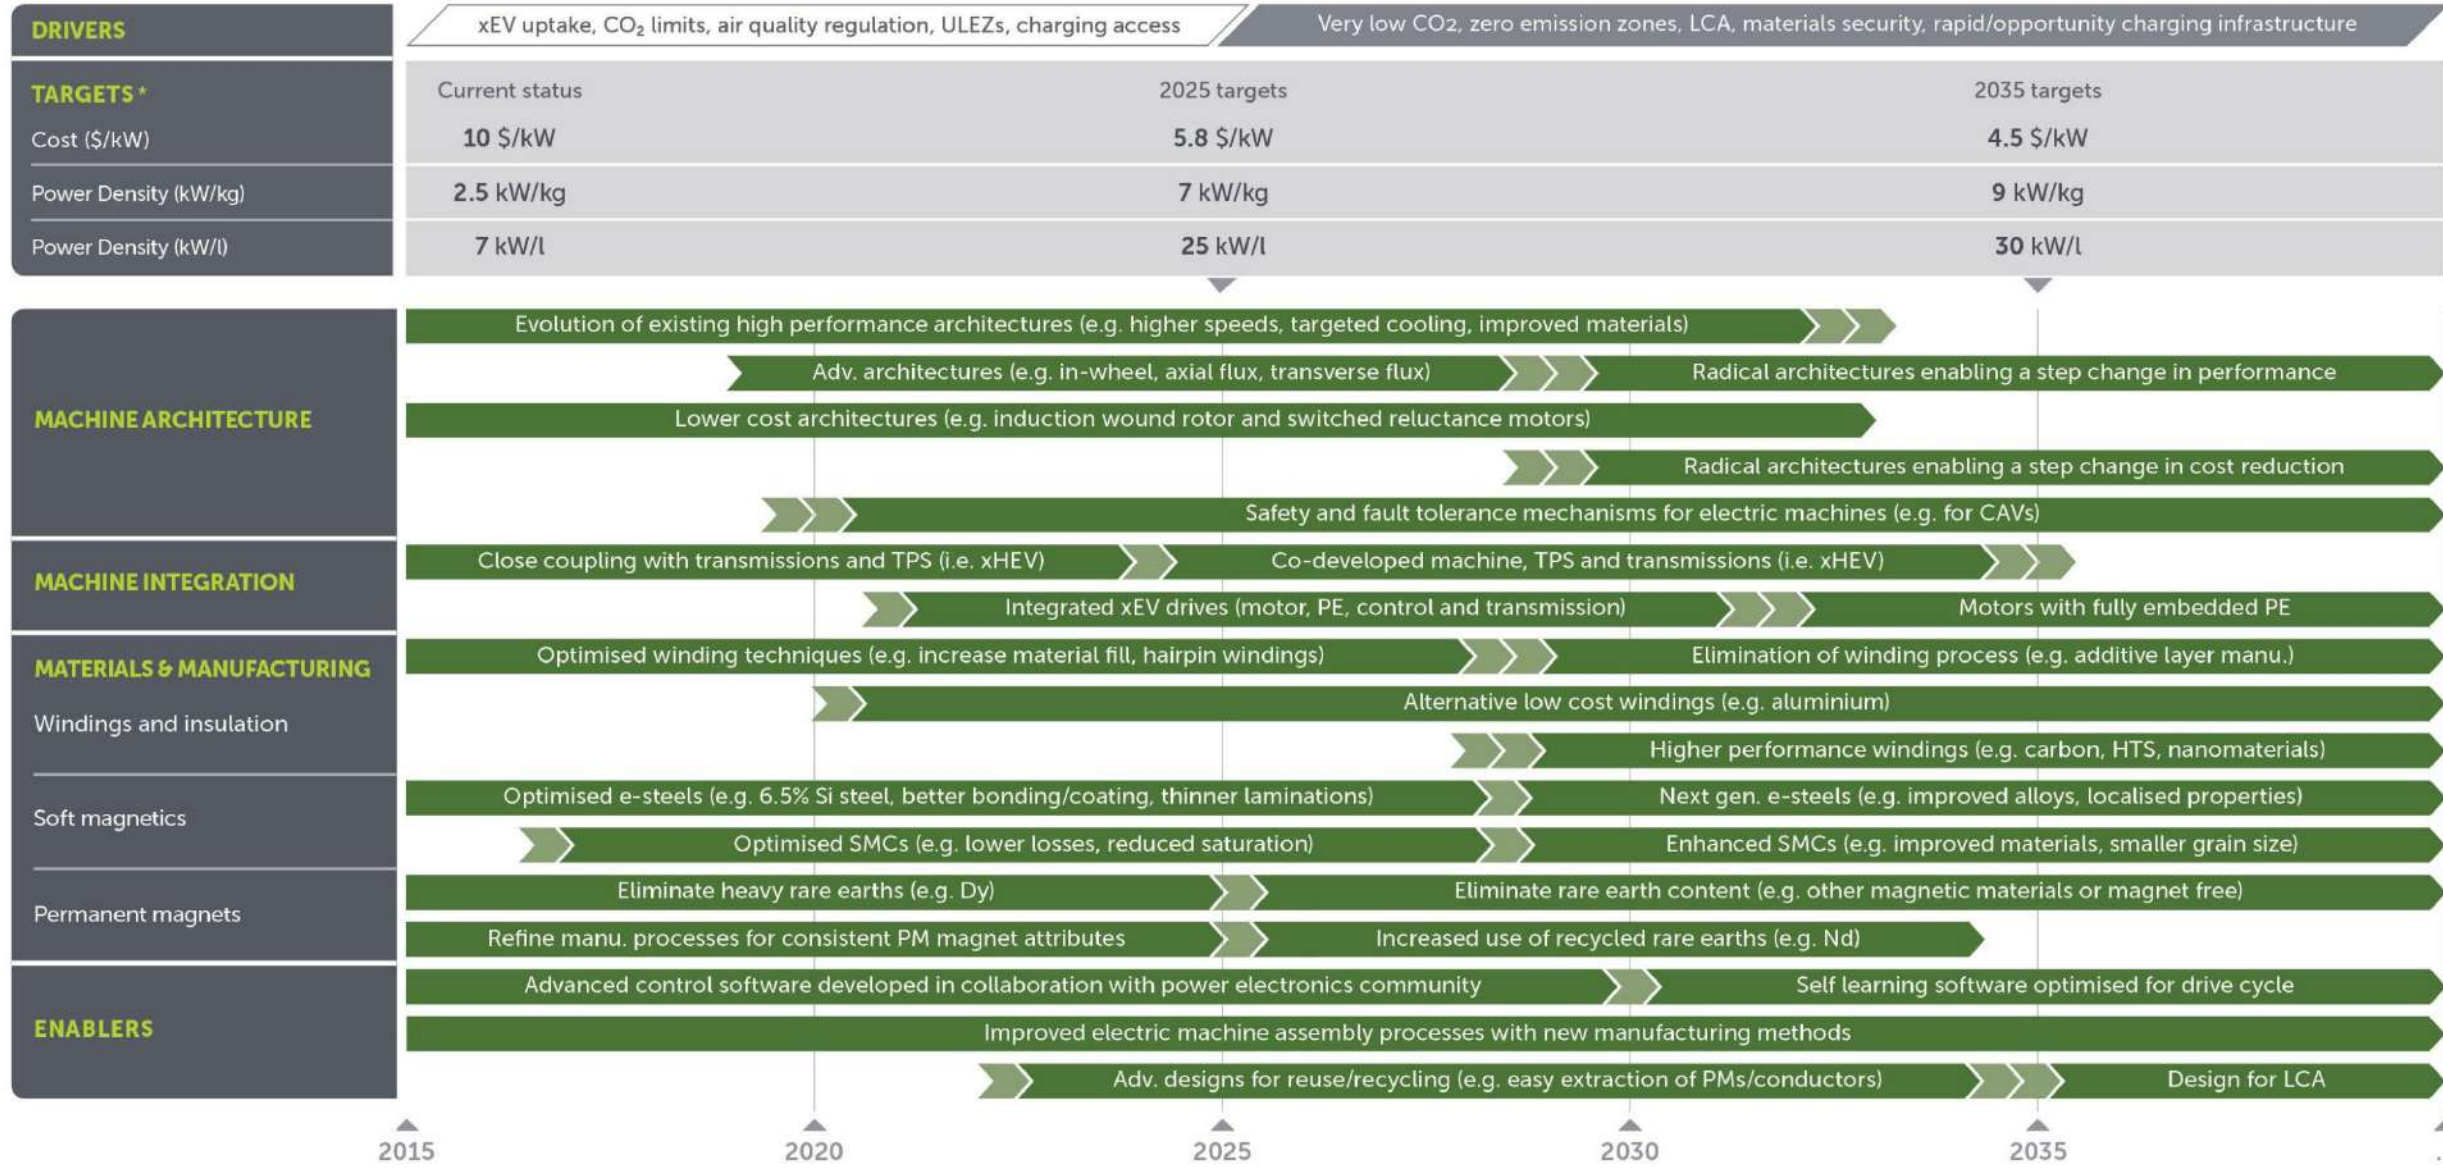 DRIVERS
xEV uptake, CO₂ limits, air quality regulation, ULEZs, charging access
Very low CO2, zero emission zones, LCA, materials security, rapid/opportunity charging infrastructure
TARGETS *
Current status
2025 targets
2035 targets
Cost ($/kW)
10 $/kW
5.8 $/kW
4.5 $/kW
Power Density (kW/kg)
2.5 kW/kg
7 kW/kg
9 kW/kg
Power Density (kW/l)
7 kW/l
25 kW/l
30 kW/l
MACHINE ARCHITECTURE
Evolution of existing high performance architectures (e.g. higher speeds, targeted cooling, improved materials)
Adv. architectures (e.g. in-wheel, axial flux, transverse flux)
Radical architectures enabling a step change in performance
Lower cost architectures (e.g. induction wound rotor and switched reluctance motors)
Radical architectures enabling a step change in cost reduction
Safety and fault tolerance mechanisms for electric machines (e.g. for CAVs)
MACHINE INTEGRATION
Close coupling with transmissions and TPS (i.e. xHEV)
Co-developed machine, TPS and transmissions (i.e. xHEV)
Integrated xEV drives (motor, PE, control and transmission)
Motors with fully embedded PE
MATERIALS & MANUFACTURING
Windings and insulation
Optimised winding techniques (e.g. increase material fill, hairpin windings)
Elimination of winding process (e.g. additive layer manu.)
Alternative low cost windings (e.g. aluminium)
Higher performance windings (e.g. carbon, HTS, nanomaterials)
Soft magnetics
Optimised e-steels (e.g. 6.5% Si steel, better bonding/coating, thinner laminations)
Next gen. e-steels (e.g. improved alloys, localised properties)
Optimised SMCs (e.g. lower losses, reduced saturation)
Enhanced SMCs (e.g. improved materials, smaller grain size)
Permanent magnets
Eliminate heavy rare earths (e.g. Dy)
Eliminate rare earth content (e.g. other magnetic materials or magnet free)
Refine manu. processes for consistent PM magnet attributes
Increased use of recycled rare earths (e.g. Nd)
ENABLERS
Advanced control software developed in collaboration with power electronics community
Self learning software optimised for drive cycle
Improved electric machine assembly processes with new manufacturing methods
Adv. designs for reuse/recycling (e.g. easy extraction of PMs/conductors)
Design for LCA
2015
2020
2025
2030
2035